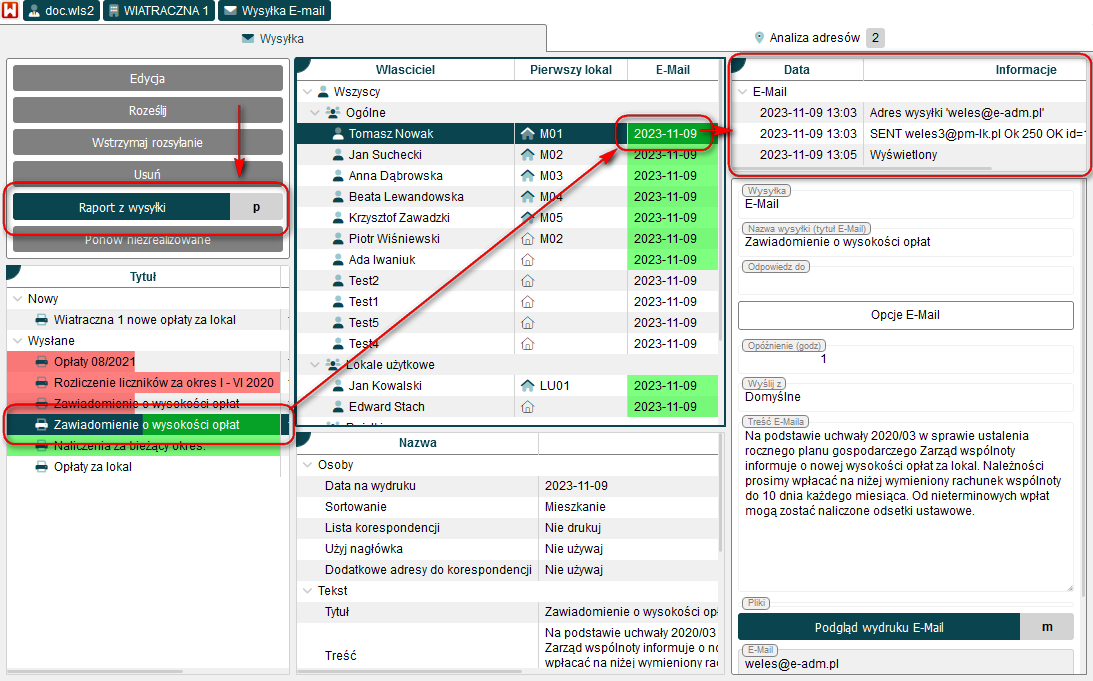 doc.wls2
WIATRACZNA 1
Wysyłka E-mail
Wysyłka
Analiza adresów 2
Edycja
Roześlij
Wstrzymaj rozsyłanie
Usuń
Raport z wysyłki p
Ponów niezrealizowane
Tytuł
Nowy
Wiatraczna 1 nowe opłaty za lokal
Wysłane
Opłaty 08/2021
Rozliczenie liczników za okres I - VI 2020
Zawiadomienie o wysokości opłat
Zawiadomienie o wysokości opłat
Naliczenia za bieżący okres.
Opłaty za lokal
Wlasciciel Pierwszy lokal E-Mail
Wszyscy
Ogólne
Tomasz Nowak M01 2023-11-09
Jan Suchecki M02 2023-11-09
Anna Dąbrowska M03 2023-11-09
Beata Lewandowska M04 2023-11-09
Krzysztof Zawadzki M05 2023-11-09
Piotr Wiśniewski M02 2023-11-09
Ada Iwaniuk 2023-11-09
Test2 2023-11-09
Test1 2023-11-09
Test5 2023-11-09
Test4 2023-11-09
Lokale użytkowe
Jan Kowalski LU01 2023-11-09
Edward Stach 2023-11-09
Nazwa
Osoby
Data na wydruku 2023-11-09
Sortowanie Mieszkanie
Lista korespondencji Nie drukuj
Użyj nagłówka Nie używaj
Dodatkowe adresy do korespondencji Nie używaj
Tekst
Tytuł Zawiadomienie o wysokości opł
Treść
Na podstawie uchwały 2020/03
Zarząd wspólnoty informuje o no
wpłacać na niżej wymieniony rac
Data Informacje
E-Mail
2023-11-09 13:03 Adres wysyłki 'weles@e-adm.pl'
2023-11-09 13:03 SENT weles3@pm-lk.pl Ok 250 OK id=
2023-11-09 13:05 Wyświetlony
Wysyłka
E-Mail
Nazwa wysyłki (tytuł E-Mail)
Zawiadomienie o wysokości opłat
Odpowiedz do
Opcje E-Mail
Opóźnienie (godz)
1
Wyślij z
Domyślne
Treść E-Maila
Na podstawie uchwały 2020/03 w sprawie ustalenia
rocznego planu gospodarczego Zarząd wspólnoty
informuje o nowej wysokości opłat za lokal. Należności
prosimy wpłacać na niżej wymieniony rachunek wspólnoty
do 10 dnia każdego miesiąca. Od nieterminowych wpłat
mogą zostać naliczone odsetki ustawowe.
Pliki
Podgląd wydruku E-Mail m
E-Mail
weles@e-adm.pl